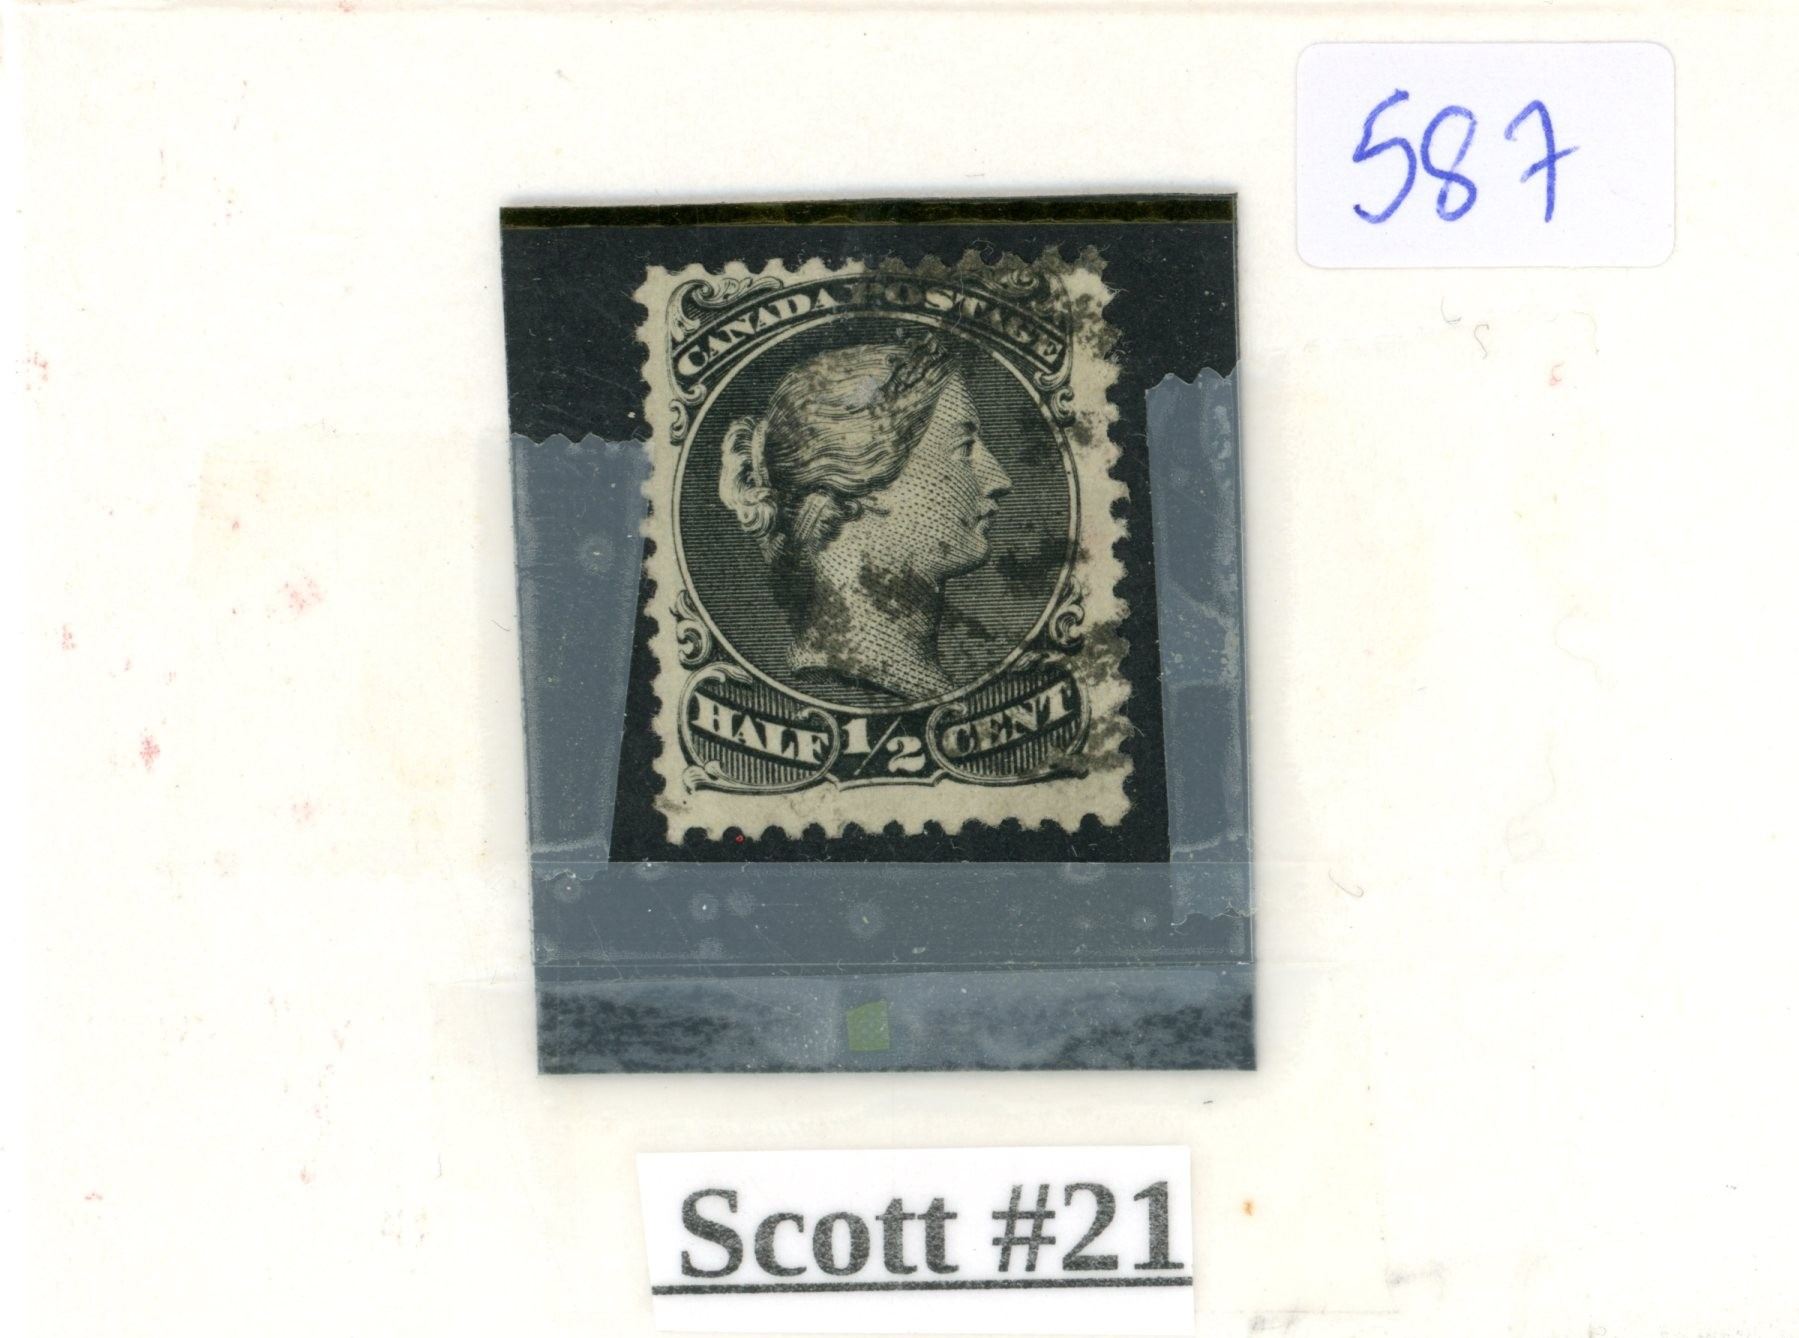 587
CANADA POSTAGE
HALF 1/2 CENT
Scott #21